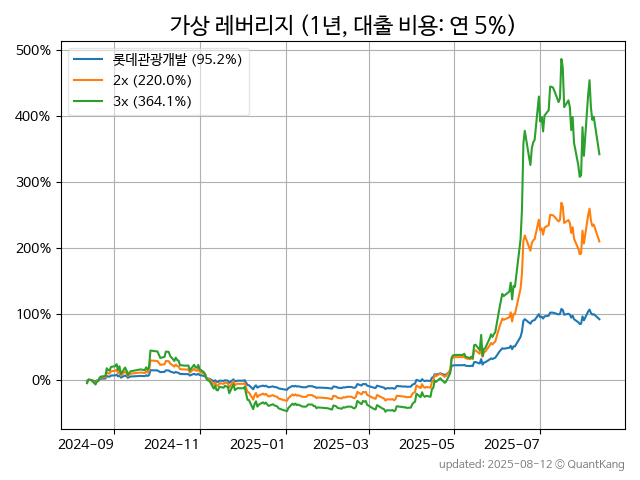 가상 레버리지 (1년, 대출 비용: 연 5%)
500%
400%
300%
200%
100%
0%
롯데관광개발 (95.2%)
2x (220.0%)
3x (364.1%)
2024-09 2024-11 2025-01 2025-03 2025-05 2025-07
updated: 2025-08-12 © QuantKang